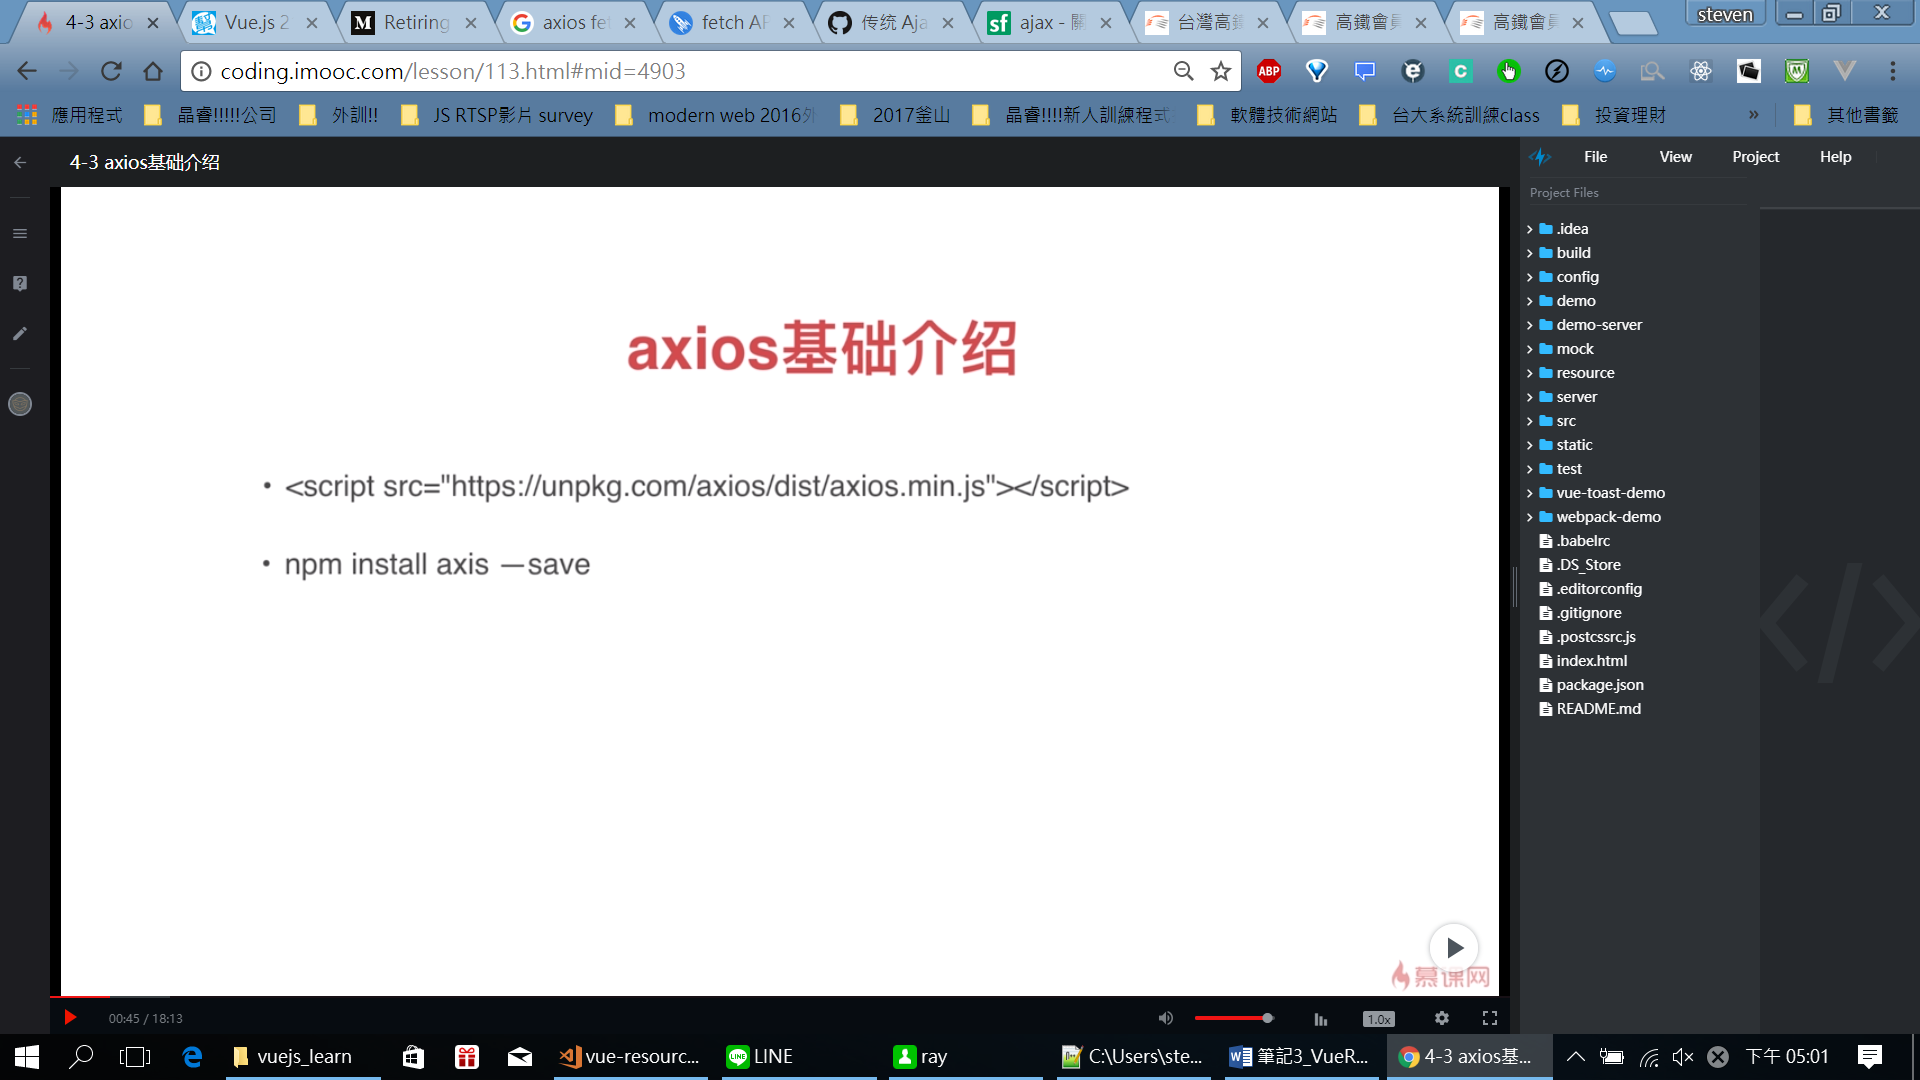 4-3 axio
Vue.js 2
Retiring
axios fet
fetch AP
传统 Aja
ajax - 關
台灣高鐵
高鐵會員
高鐵會員
steven
coding.imooc.com/lesson/113.html#mid=4903
ABP
應用程式
晶睿!!!!!公司
外訓!!
JS RTSP影片 survey
modern web 2016外
2017釜山
晶睿!!!!新人訓練程式
軟體技術網站
台大系統訓練class
投資理財
»
其他書籤
4-3 axios基础介绍
File
View
Project
Help
Project Files
.idea
build
config
demo
demo-server
mock
resource
server
src
static
test
vue-toast-demo
webpack-demo
.babelrc
.DS_Store
.editorconfig
.gitignore
.postcssrc.js
index.html
package.json
README.md
axios基础介绍
• <script src="https://unpkg.com/axios/dist/axios.min.js"></script>
• npm install axis —save
慕课网
00:45 / 18:13
1.0x
vuejs_learn
vue-resourc...
LINE
ray
C:\Users\ste...
筆記3_VueR...
4-3 axios基...
下午 05:01